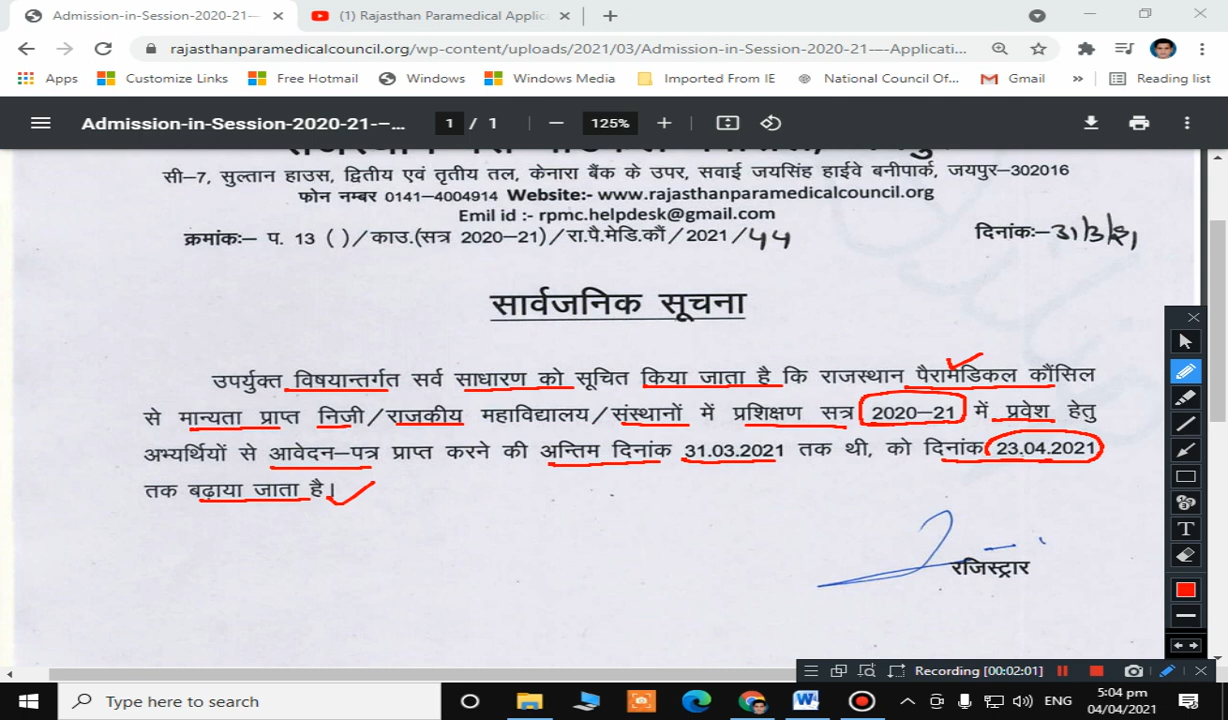 Admission-in-Session-2020-21-
(1) Rajasthan Paramedical Applic
rajasthanparamedicalcouncil.org/wp-content/uploads/2021/03/Admission-in-Session-2020-21-—-Applicati...
Apps Customize Links Free Hotmail Windows Windows Media Imported From IE National Council Of... Gmail » Reading list
Admission-in-Session-2020-21-–... 1 / 1 125%
सी-7, सुल्तान हाउस, द्वितीय एवं तृतीय तल, केनारा बैंक के उपर, सवाई जयसिंह हाईवे बनीपार्क, जयपुर-302016
फोन नम्बर 0141-4004914 Website:- www.rajasthanparamedicalcouncil.org
Emil id :- rpmc.helpdesk@gmail.com
क्रमांकः- प. 13 ( ) /काउ.(सत्र 2020-21)/रा.पै.मेडि.कौं/2021/44
दिनांकः-31/3/21
सार्वजनिक सूचना
उपर्युक्त विषयान्तर्गत सर्व साधारण को सूचित किया जाता है कि राजस्थान पैरामेडिकल कौंसिल
से मान्यता प्राप्त निजी/राजकीय महाविद्यालय/संस्थानों में प्रशिक्षण सत्र 2020-21 में प्रवेश हेतु
अभ्यर्थियों से आवेदन-पत्र प्राप्त करने की अन्तिम दिनांक 31.03.2021 तक थी, को दिनांक 23.04.2021
तक बढ़ाया जाता है।
रजिस्ट्रार
T
Recording [00:02:01]
Type here to search
ENG
5:04 pm
04/04/2021